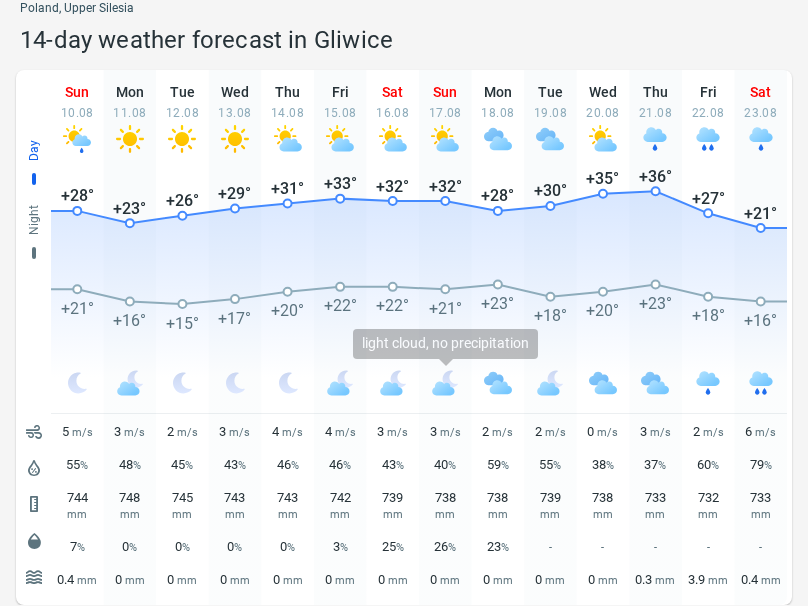 Poland, Upper Silesia
14-day weather forecast in Gliwice
Sun Mon Tue Wed Thu Fri Sat Sun Mon Tue Wed Thu Fri Sat
10.08 11.08 12.08 13.08 14.08 15.08 16.08 17.08 18.08 19.08 20.08 21.08 22.08 23.08
Day
+28° +23° +26° +29° +31° +33° +32° +32° +28° +30° +35° +36° +27° +21°
Night
+21° +16° +15° +17° +20° +22° +22° +21° +23° +18° +20° +23° +18° +16°
light cloud, no precipitation
5 m/s 3 m/s 2 m/s 3 m/s 4 m/s 4 m/s 3 m/s 3 m/s 2 m/s 2 m/s 0 m/s 3 m/s 2 m/s 6 m/s
55% 48% 45% 43% 46% 46% 43% 40% 59% 55% 38% 37% 60% 79%
744 748 745 743 743 742 739 738 738 739 738 733 732 733
mm mm mm mm mm mm mm mm mm mm mm mm mm mm
7% 0% 0% 0% 0% 3% 25% 26% 23% - - - - -
0.4 mm 0 mm 0 mm 0 mm 0 mm 0 mm 0 mm 0 mm 0 mm 0 mm 0 mm 0.3 mm 3.9 mm 0.4 mm